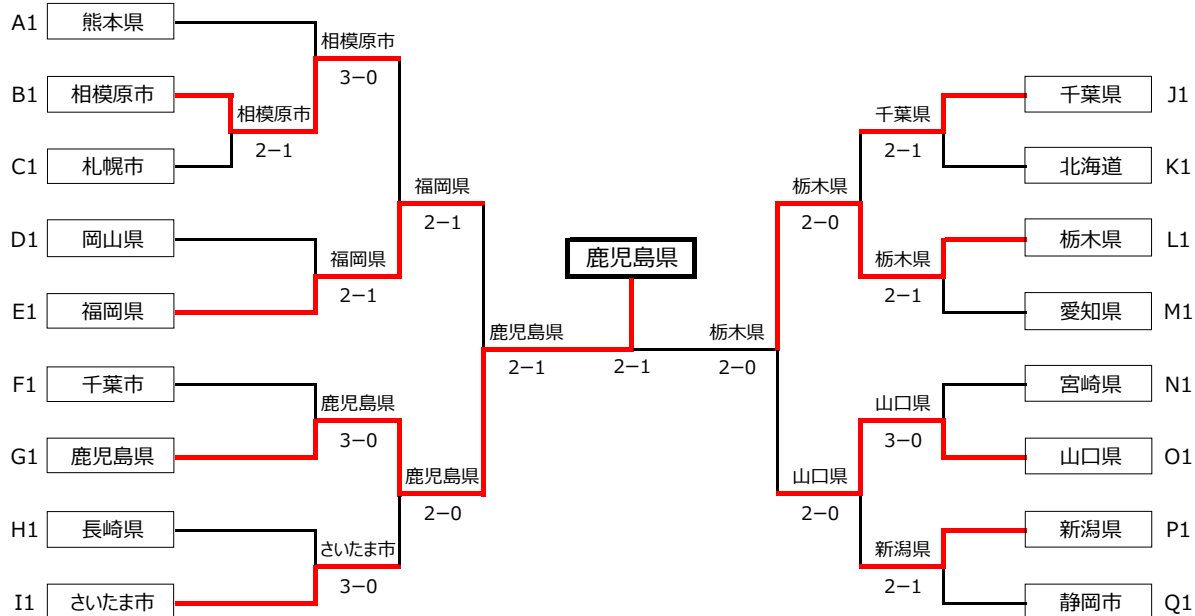 A1 熊本県
相模原市
3−0
B1 相模原市
相模原市
2−1
C1 札幌市
福岡県
2−1
D1 岡山県
福岡県
2−1
E1 福岡県
鹿児島県
2−1
F1 千葉市
鹿児島県
3−0
G1 鹿児島県
鹿児島県
2−0
H1 長崎県
さいたま市
3−0
I1 さいたま市
鹿児島県
2−1
千葉県 J1
千葉県
2−1
北海道 K1
栃木県
2−0
栃木県 L1
栃木県
2−1
愛知県 M1
栃木県
2−0
宮崎県 N1
山口県
3−0
山口県 O1
山口県
2−0
新潟県 P1
新潟県
2−1
静岡市 Q1